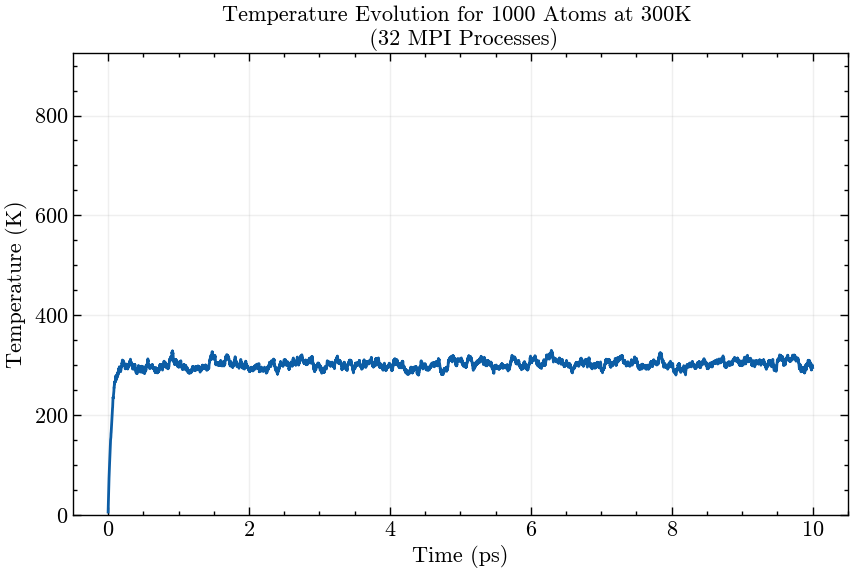 Temperature Evolution for 1000 Atoms at 300K
(32 MPI Processes)
Temperature (K)
800
600
400
200
0
0 2 4 6 8 10
Time (ps)